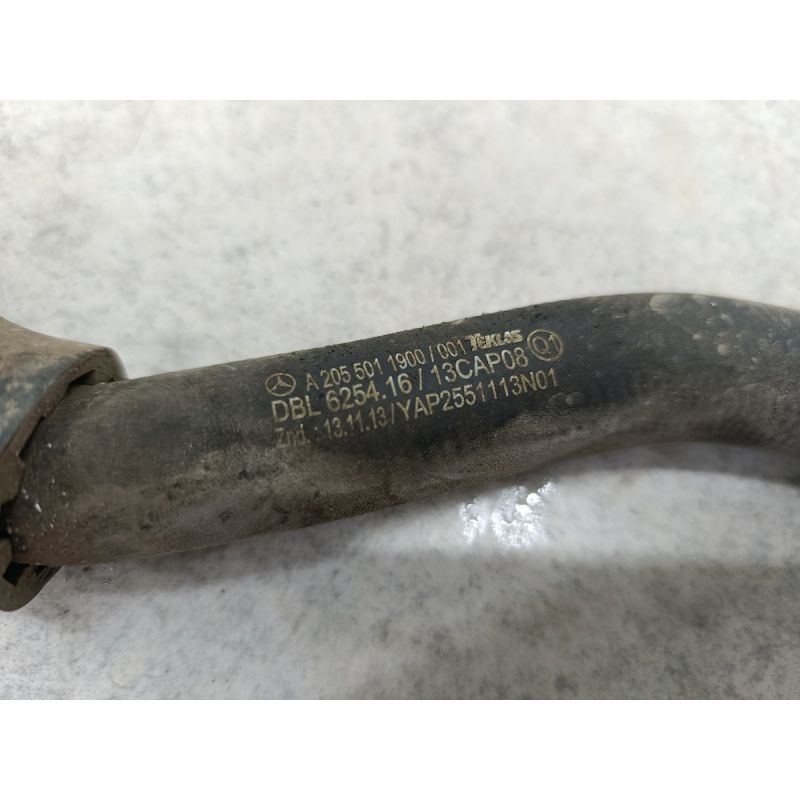 A 205 501 1900 / 001 TEKLAS Q1
DBL 6254.16 / 13CAP08
Znd. : 13.11.13 / YAP2551113N01